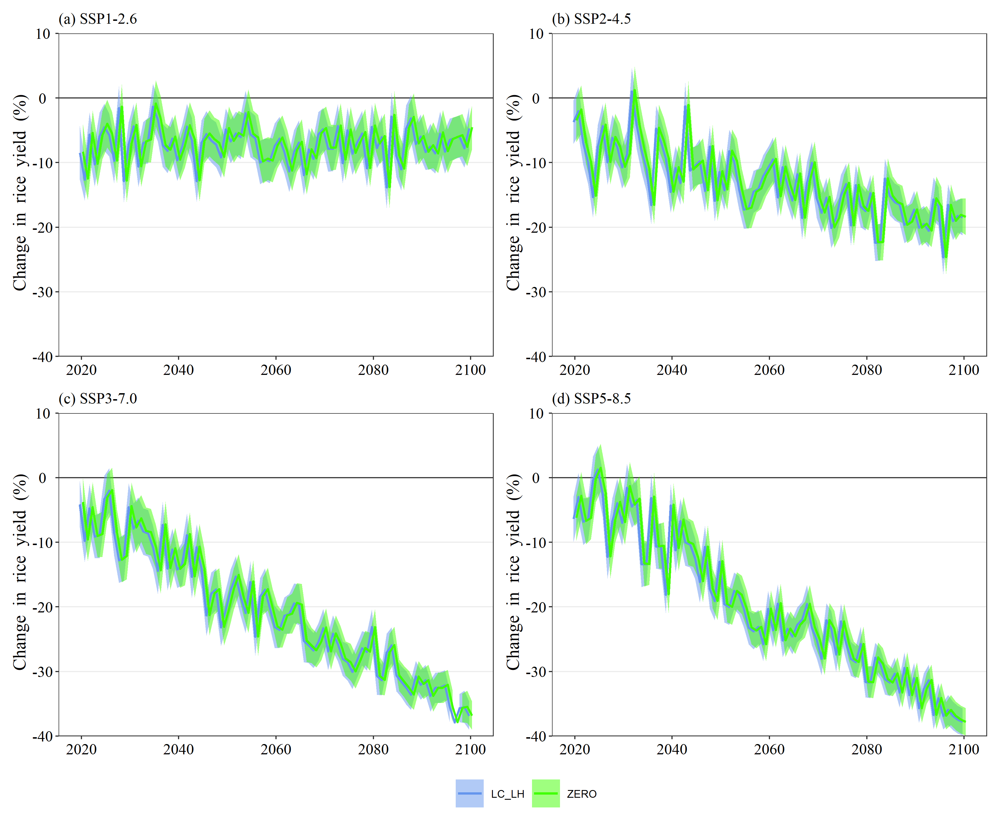 (a) SSP1-2.6
Change in rice yield (%)
10
0
-10
-20
-30
-40
2020 2040 2060 2080 2100
(b) SSP2-4.5
Change in rice yield (%)
10
0
-10
-20
-30
-40
2020 2040 2060 2080 2100
(c) SSP3-7.0
Change in rice yield (%)
10
0
-10
-20
-30
-40
2020 2040 2060 2080 2100
(d) SSP5-8.5
Change in rice yield (%)
10
0
-10
-20
-30
-40
2020 2040 2060 2080 2100
LC_LH ZERO